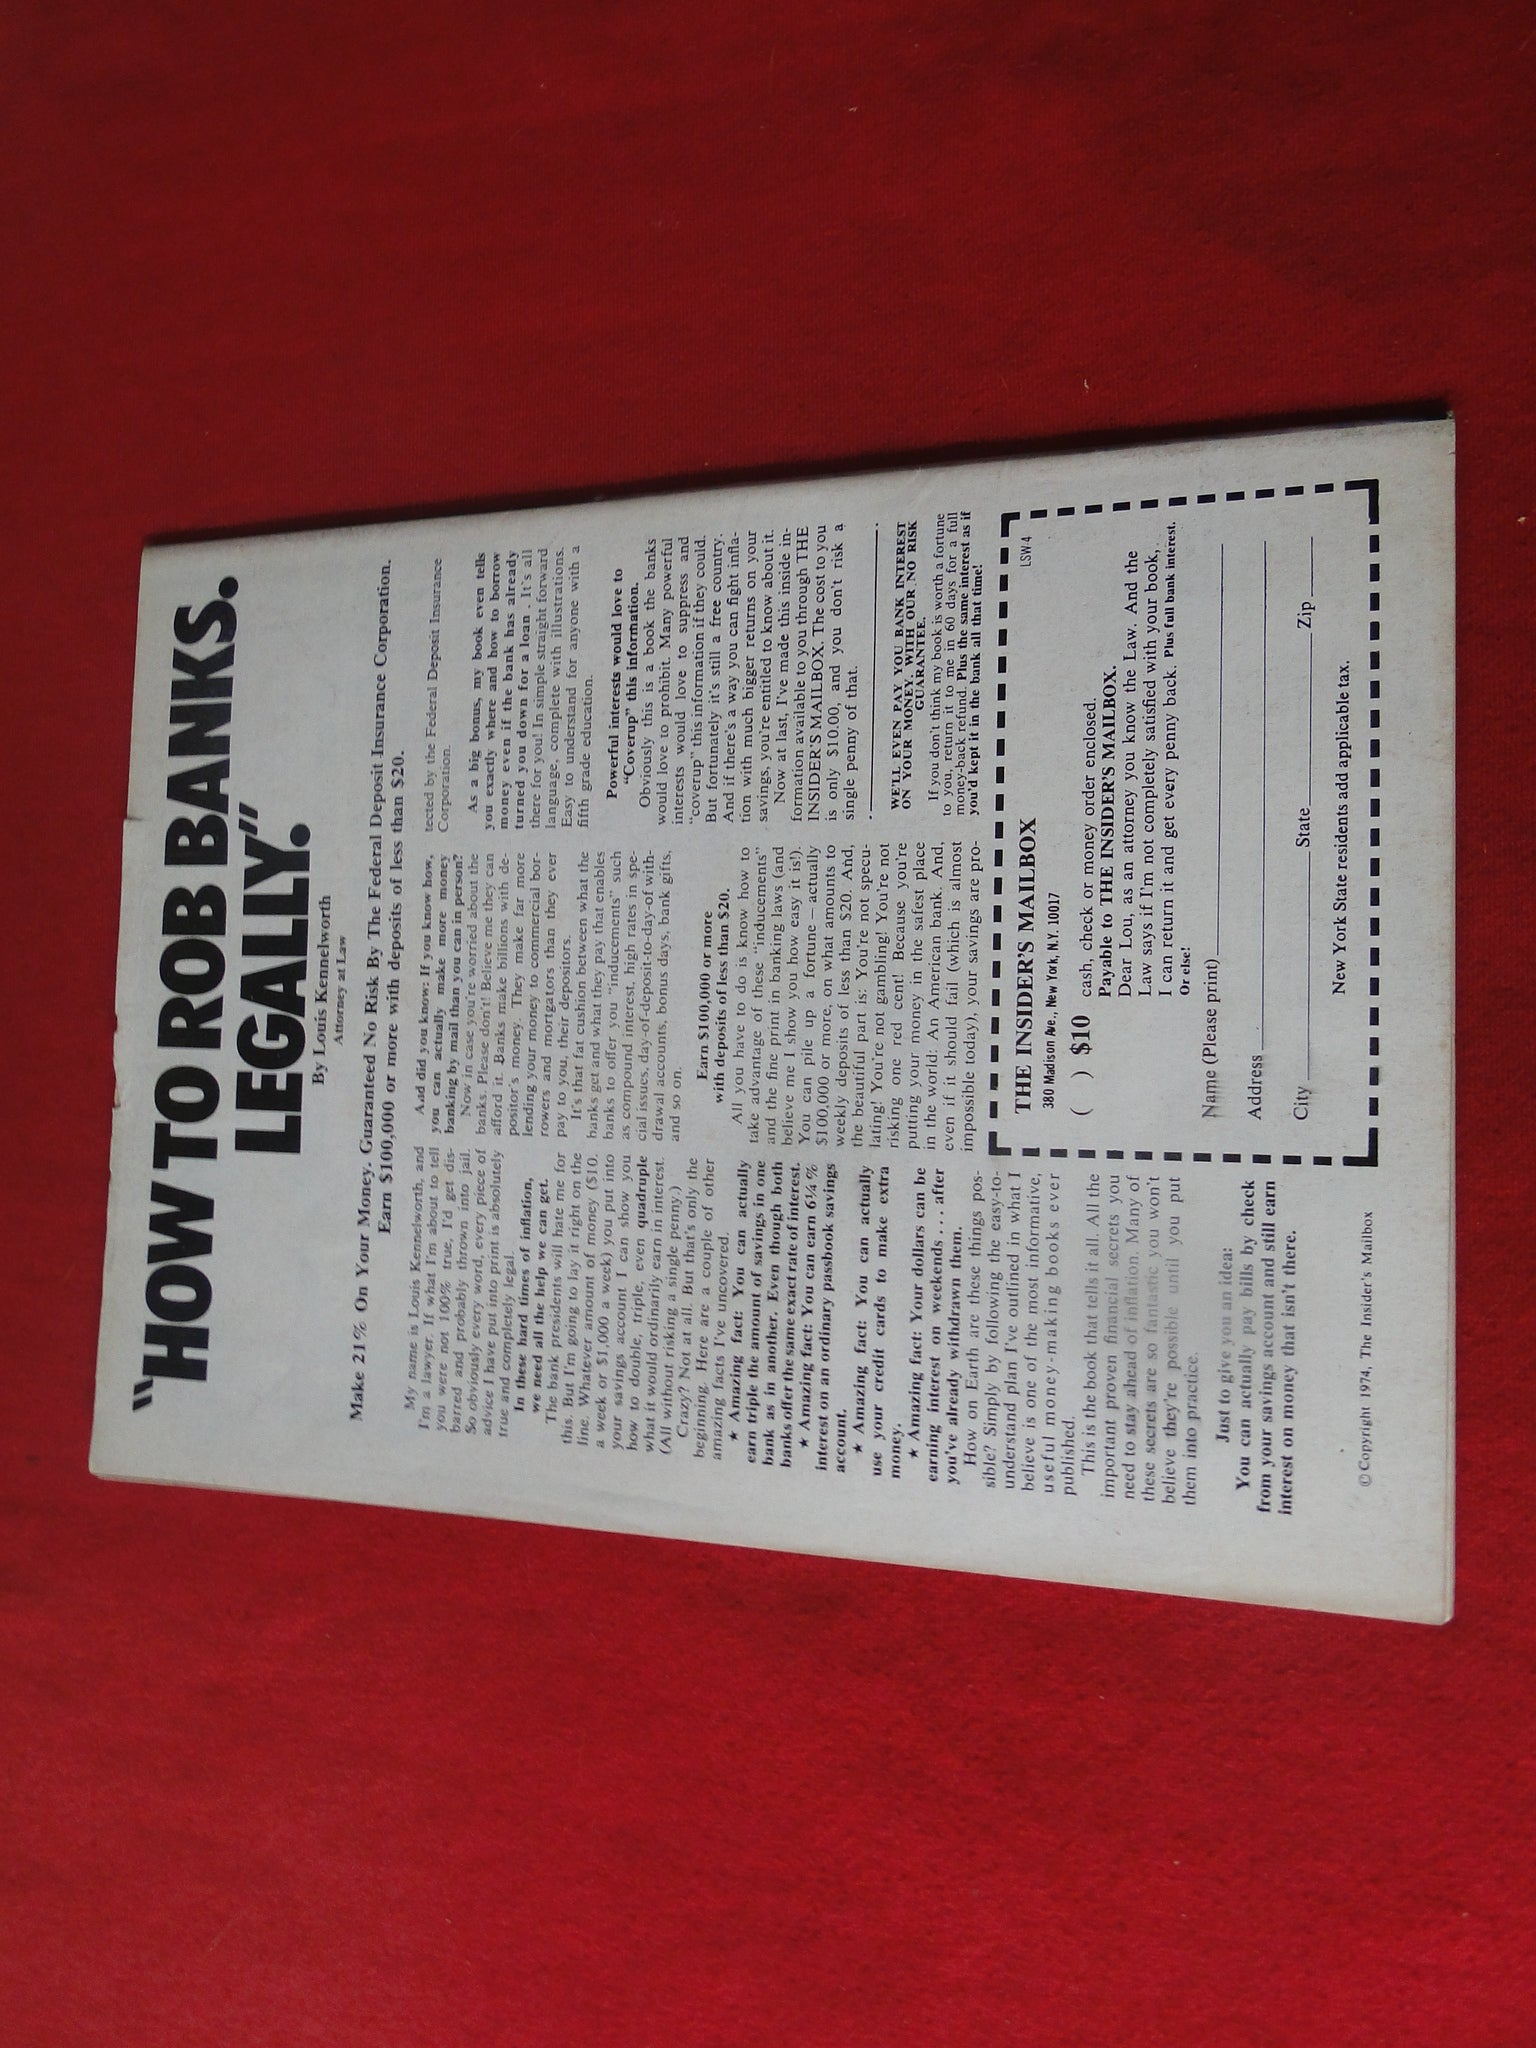 "HOW TO ROB BANKS.
LEGALLY."
By Louis Kennelworth
Attorney at Law
Make 21% On Your Money. Guaranteed No Risk By The Federal Deposit Insurance Corporation.
Earn $100,000 or more with deposits of less than $20.
My name is Louis Kennelworth, and
I'm a lawyer. If what I'm about to tell
you were not 100% true, I'd get dis-
barred and probably thrown into jail.
So obviously every word, every piece of
advice I have put into print is absolutely
true and completely legal.
In these hard times of inflation,
we need all the help we can get.
The bank presidents will hate me for
this. But I'm going to lay it right on the
line. Whatever amount of money ($10.
a week or $1,000 a week) you put into
your savings account I can show you
how to double, triple, even quadruple
what it would ordinarily earn in interest.
(All without risking a single penny.)
Crazy? Not at all. But that's only the
beginning. Here are a couple of other
amazing facts I've uncovered.
★ Amazing fact: You can actually
earn triple the amount of savings in one
bank as in another. Even though both
banks offer the same exact rate of interest.
★ Amazing fact: You can earn 6¼%
interest on an ordinary passbook savings
account.
★ Amazing fact: You can actually
use your credit cards to make extra
money.
★ Amazing fact: Your dollars can be
earning interest on weekends . . . after
you've already withdrawn them.
How on Earth are these things pos-
sible? Simply by following the easy-to-
understand plan I've outlined in what I
believe is one of the most informative,
useful money-making books ever
published.
This is the book that tells it all. All the
important proven financial secrets you
need to stay ahead of inflation. Many of
these secrets are so fantastic you won't
believe they're possible until you put
them into practice.
Just to give you an idea:
You can actually pay bills by check
from your savings account and still earn
interest on money that isn't there.
© Copyright 1974, The Insider's Mailbox
And did you know: If you know how,
you can actually make more money
banking by mail than you can in person?
Now in case you're worried about the
banks. Please don't! Believe me they can
afford it. Banks make billions with de-
positor's money. They make far more
lending your money to commercial bor-
rowers and mortgators than they ever
pay to you, their depositors.
It's that fat cushion between what the
banks get and what they pay that enables
banks to offer you "inducements" such
as compound interest, high rates in spe-
cial issues, day-of-deposit-to-day-of with-
drawal accounts, bonus days, bank gifts,
and so on.
Earn $100,000 or more
with deposits of less than $20.
All you have to do is know how to
take advantage of these "inducements"
and the fine print in banking laws (and
believe me I show you how easy it is!).
You can pile up a fortune — actually
$100,000 or more, on what amounts to
weekly deposits of less than $20. And,
the beautiful part is: You're not specu-
lating! You're not gambling! You're not
risking one red cent! Because you're
putting your money in the safest place
in the world: An American bank. And,
even if it should fail (which is almost
impossible today), your savings are pro-
tected by the Federal Deposit Insurance
Corporation.
As a big bonus, my book even tells
you exactly where and how to borrow
money even if the bank has already
turned you down for a loan. It's all
there for you! In simple straight forward
language, complete with illustrations.
Easy to understand for anyone with a
fifth grade education.
Powerful interests would love to
"Coverup" this information.
Obviously this is a book the banks
would love to prohibit. Many powerful
interests would love to suppress and
"coverup" this information if they could.
But fortunately it's still a free country.
And if there's a way you can fight infla-
tion with much bigger returns on your
savings, you're entitled to know about it.
Now at last, I've made this inside in-
formation available to you through THE
INSIDER'S MAILBOX. The cost to you
is only $10.00, and you don't risk a
single penny of that.
WE'LL EVEN PAY YOU BANK INTEREST
ON YOUR MONEY, WITH OUR NO RISK
GUARANTEE.
If you don't think my book is worth a fortune
to you, return it to me in 60 days for a full
money-back refund. Plus the same interest as if
you'd kept it in the bank all that time!
THE INSIDER'S MAILBOX LSW-4
380 Madison Ave., New York, N.Y. 10017
( ) $10 cash, check or money order enclosed.
Payable to THE INSIDER'S MAILBOX.
Dear Lou, as an attorney you know the Law. And the
Law says if I'm not completely satisfied with your book,
I can return it and get every penny back. Plus full bank interest.
Or else!
Name (Please print)
Address
City State Zip
New York State residents add applicable tax.